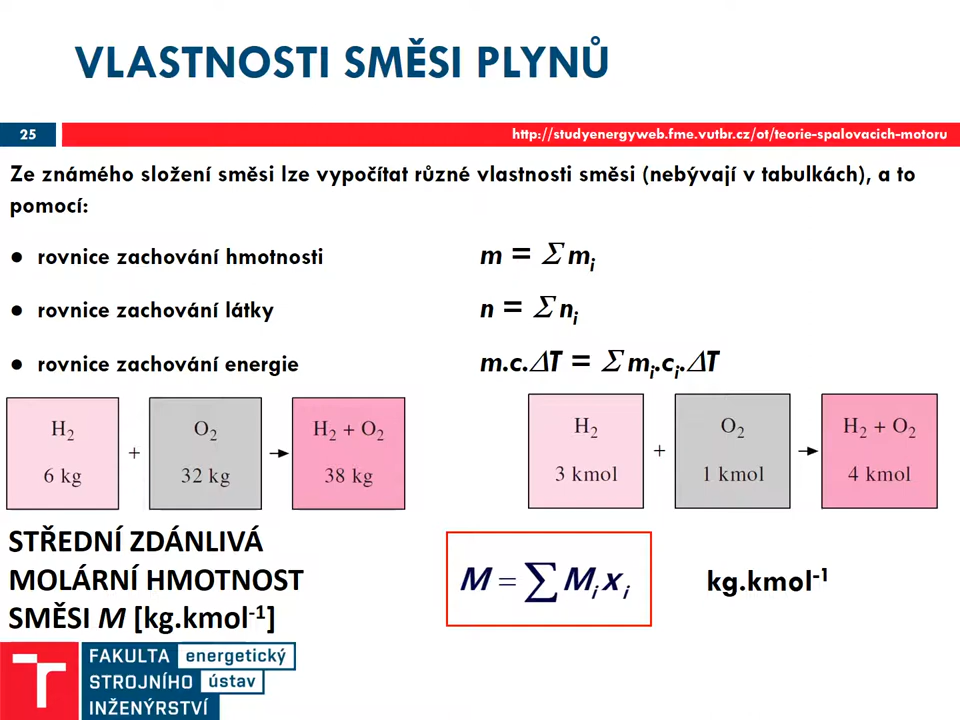 VLASTNOSTI SMĚSI PLYNŮ
25
http://studyenergyweb.fme.vutbr.cz/ot/teorie-spalovacich-motoru
Ze známého složení směsi lze vypočítat různé vlastnosti směsi (nebývají v tabulkách), a to
pomocí:
● rovnice zachování hmotnosti
m = Σ mᵢ
● rovnice zachování látky
n = Σ nᵢ
● rovnice zachování energie
m.c.ΔT = Σ mᵢ.cᵢ.ΔT
H₂
6 kg
+
O₂
32 kg
H₂ + O₂
38 kg
H₂
3 kmol
+
O₂
1 kmol
H₂ + O₂
4 kmol
STŘEDNÍ ZDÁNLIVÁ
MOLÁRNÍ HMOTNOST
SMĚSI M [kg.kmol⁻¹]
M = ∑ Mᵢ xᵢ
kg.kmol⁻¹
FAKULTA energetický
STROJNÍHO ústav
INŽENÝRSTVÍ